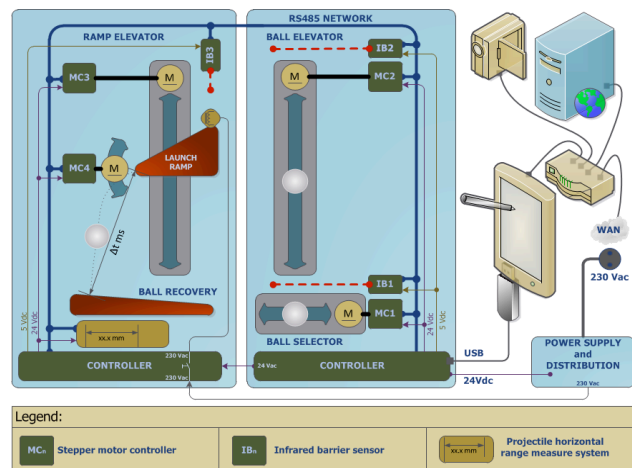 RS485 NETWORK
RAMP ELEVATOR
BALL ELEVATOR
IB3
IB2
MC3
M
M
MC2
LAUNCH
RAMP
MC4
M
Δt ms
WAN
230 Vac
BALL RECOVERY
IB1
5 Vdc
24 Vdc
xx.x mm
M
MC1
24 Vdc
5 Vdc
BALL SELECTOR
CONTROLLER
230 Vac
230 Vac
24 Vac
CONTROLLER
USB
24Vdc
POWER SUPPLY
and
DISTRIBUTION
230 Vac
Legend:
MCn
Stepper motor controller
IBn
Infrared barrier sensor
xx.x mm
Projectile horizontal
range measure system